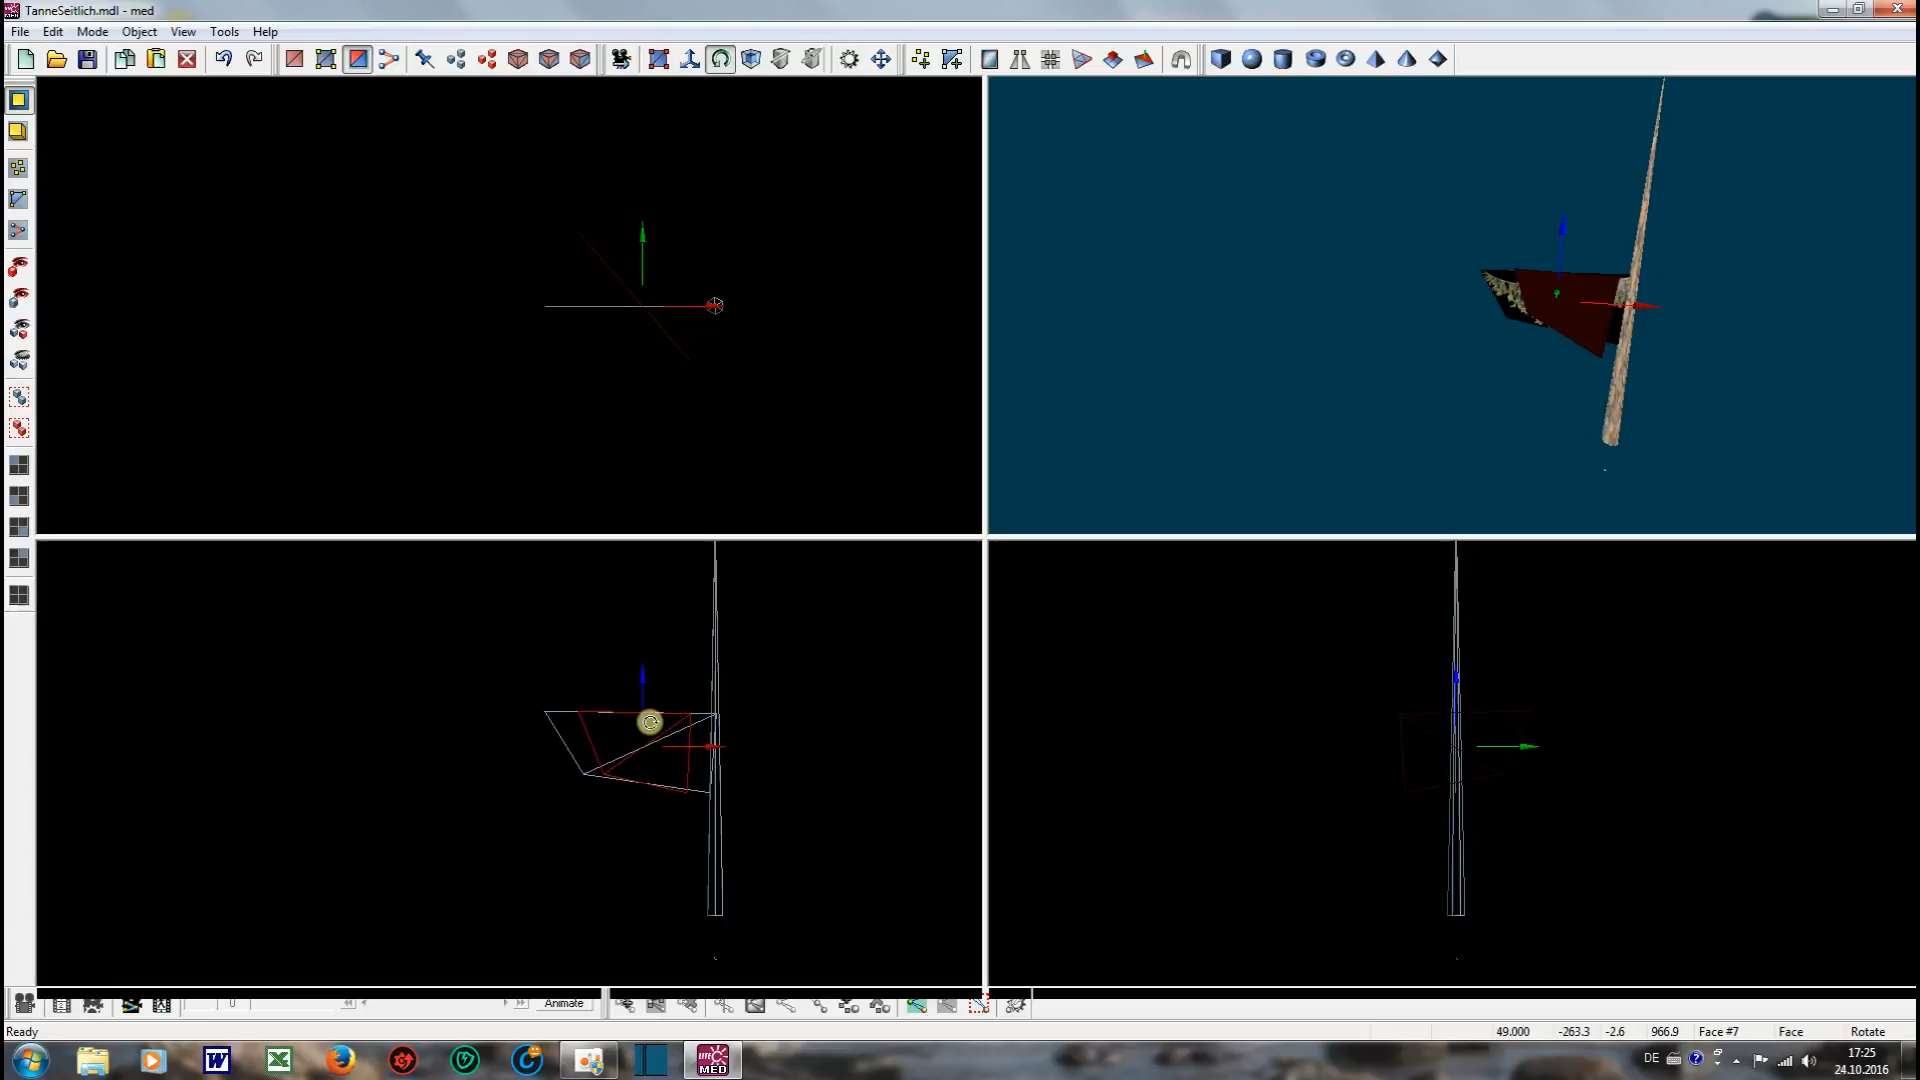 TanneSeitlich.mdl - med
File Edit Mode Object View Tools Help
Animate
Ready
49.000 -263.3 -2.6 966.9 Face #7 Face Rotate
DE
17:25
24.10.2016
MED